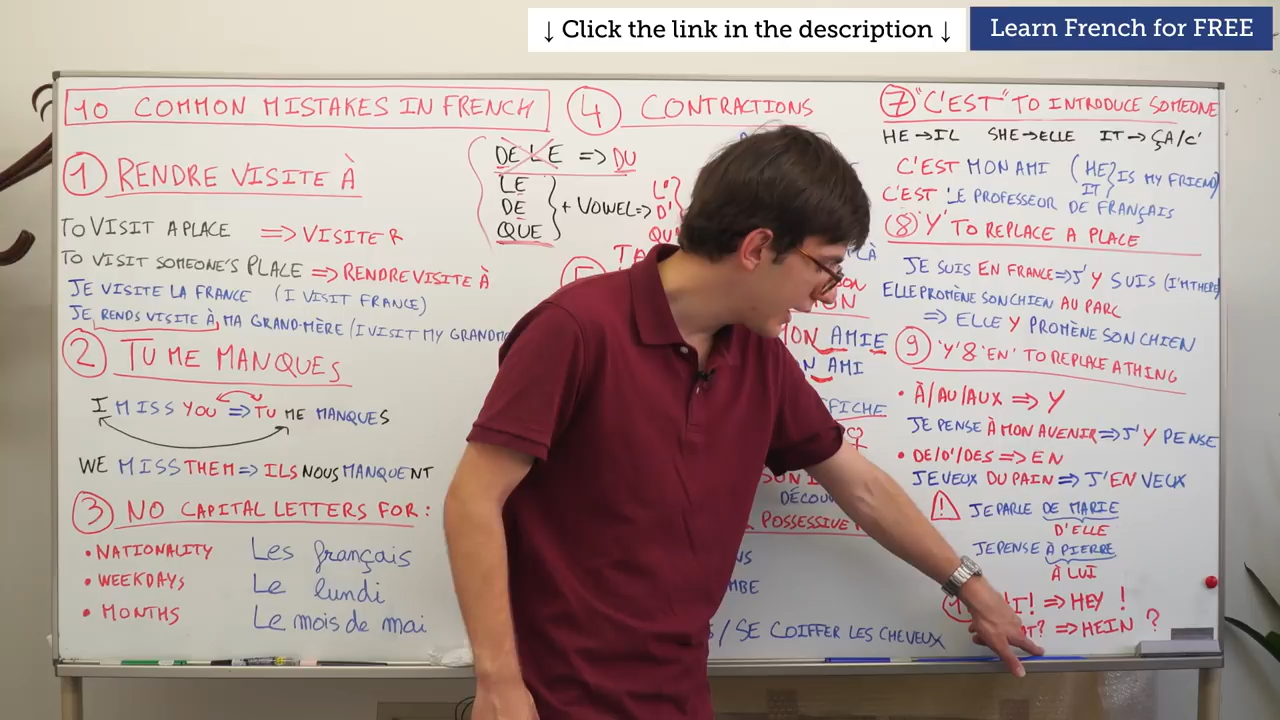 ↓ Click the link in the description ↓
Learn French for FREE
10 COMMON MISTAKES IN FRENCH
1 RENDRE VISITE À
TO VISIT A PLACE => VISITER
TO VISIT SOMEONE'S PLACE => RENDRE VISITE À
JE VISITE LA FRANCE (I VISIT FRANCE)
JE RENDS VISITE À MA GRAND-MÈRE (I VISIT MY
2 TU ME MANQUES
I MISS YOU => TU ME MANQUES
WE MISS THEM => ILS NOUS MANQUENT
3 NO CAPITAL LETTERS FOR:
• NATIONALITY Les français
• WEEKDAYS Le lundi
• MONTHS Le mois de mai
4 CONTRACTIONS
DE LE => DU
LE
DE
QUE
+ VOWEL =>
L'
D'
QU'
5
MON AMIE
AMI
DÉCOU
POSSESSIVE
/ SE COIFFER LES CHEVEUX
7 "C'EST" TO INTRODUCE SOMEONE
HE → IL SHE → ELLE IT → ÇA/C'
C'EST MON AMI (HE/IT} IS MY FRIEND)
C'EST LE PROFESSEUR DE FRANÇAIS
8 'Y' TO REPLACE A PLACE
JE SUIS EN FRANCE => J'Y SUIS (I'M THERE)
ELLE PROMÈNE SON CHIEN AU PARC
=> ELLE Y PROMÈNE SON CHIEN
9 'Y' & 'EN' TO REPLACE A THING
• À/AU/AUX => Y
JE PENSE À MON AVENIR => J'Y PENSE
• DE/D'/DES => EN
JE VEUX DU PAIN => J'EN VEUX
! JE PARLE DE MARIE
D'ELLE
JE PENSE À PIERRE
À LUI
! => HEY !
? => HEIN ?